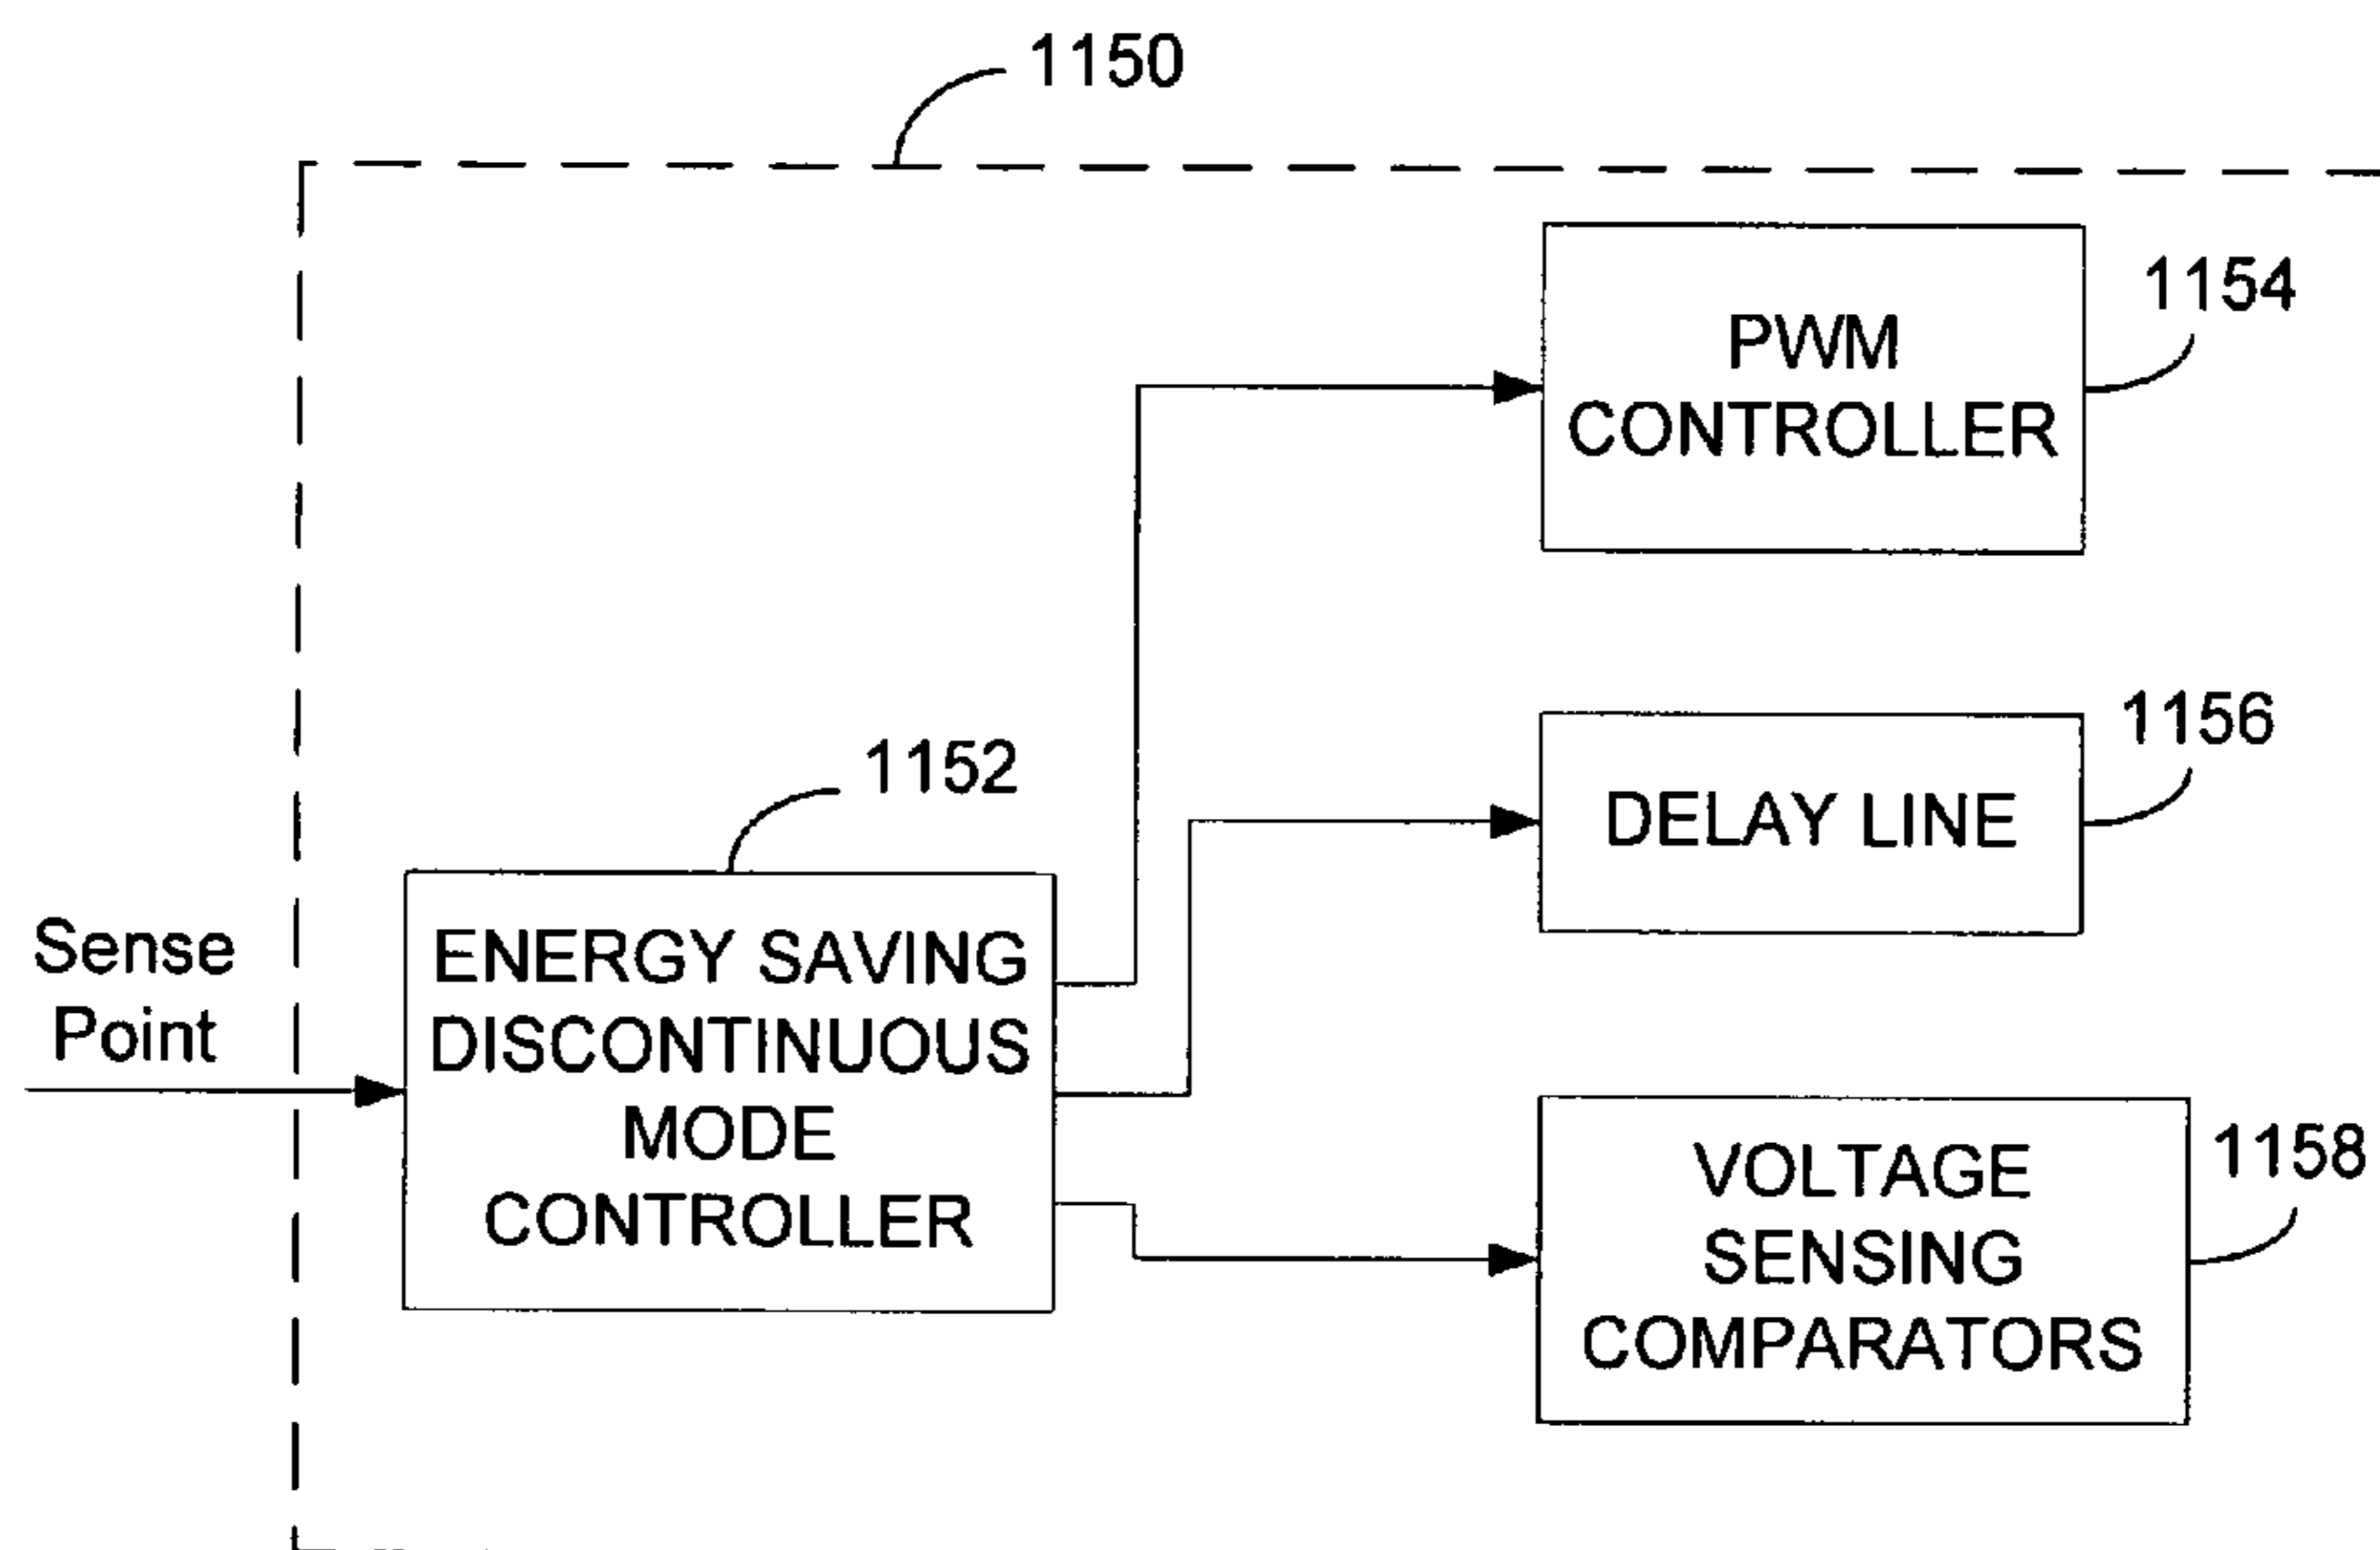 1150
PWM
CONTROLLER
1154
DELAY LINE
1156
1152
ENERGY SAVING
DISCONTINUOUS
MODE
CONTROLLER
Sense
Point
VOLTAGE
SENSING
COMPARATORS
1158